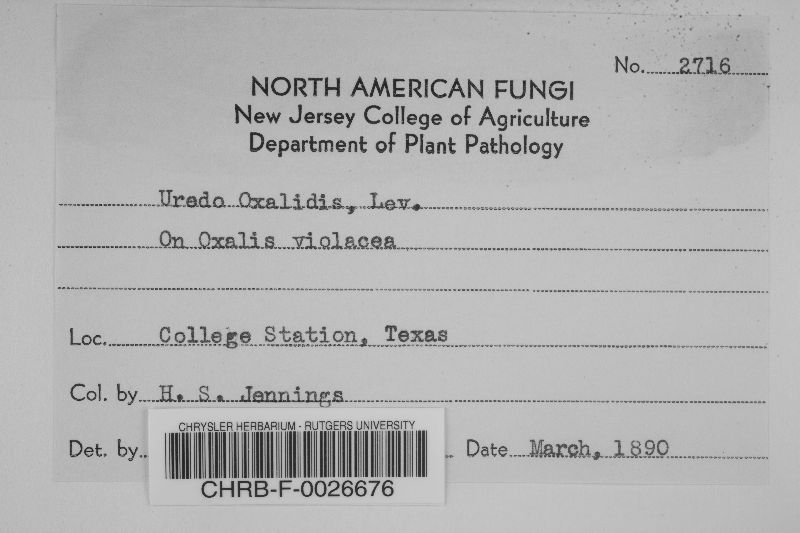 No. 2716
NORTH AMERICAN FUNGI
New Jersey College of Agriculture
Department of Plant Pathology
Uredo Oxalidis, Lev.
On Oxalis violacea
Loc. College Station, Texas
Col. by H. S. Jennings
CHRYSLER HERBARIUM - RUTGERS UNIVERSITY
Det. by Date March, 1890
CHRB-F-0026676